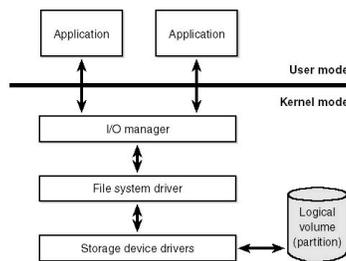 Application
Application
User mode
Kernel mode
I/O manager
File system driver
Logical
volume
(partition)
Storage device drivers